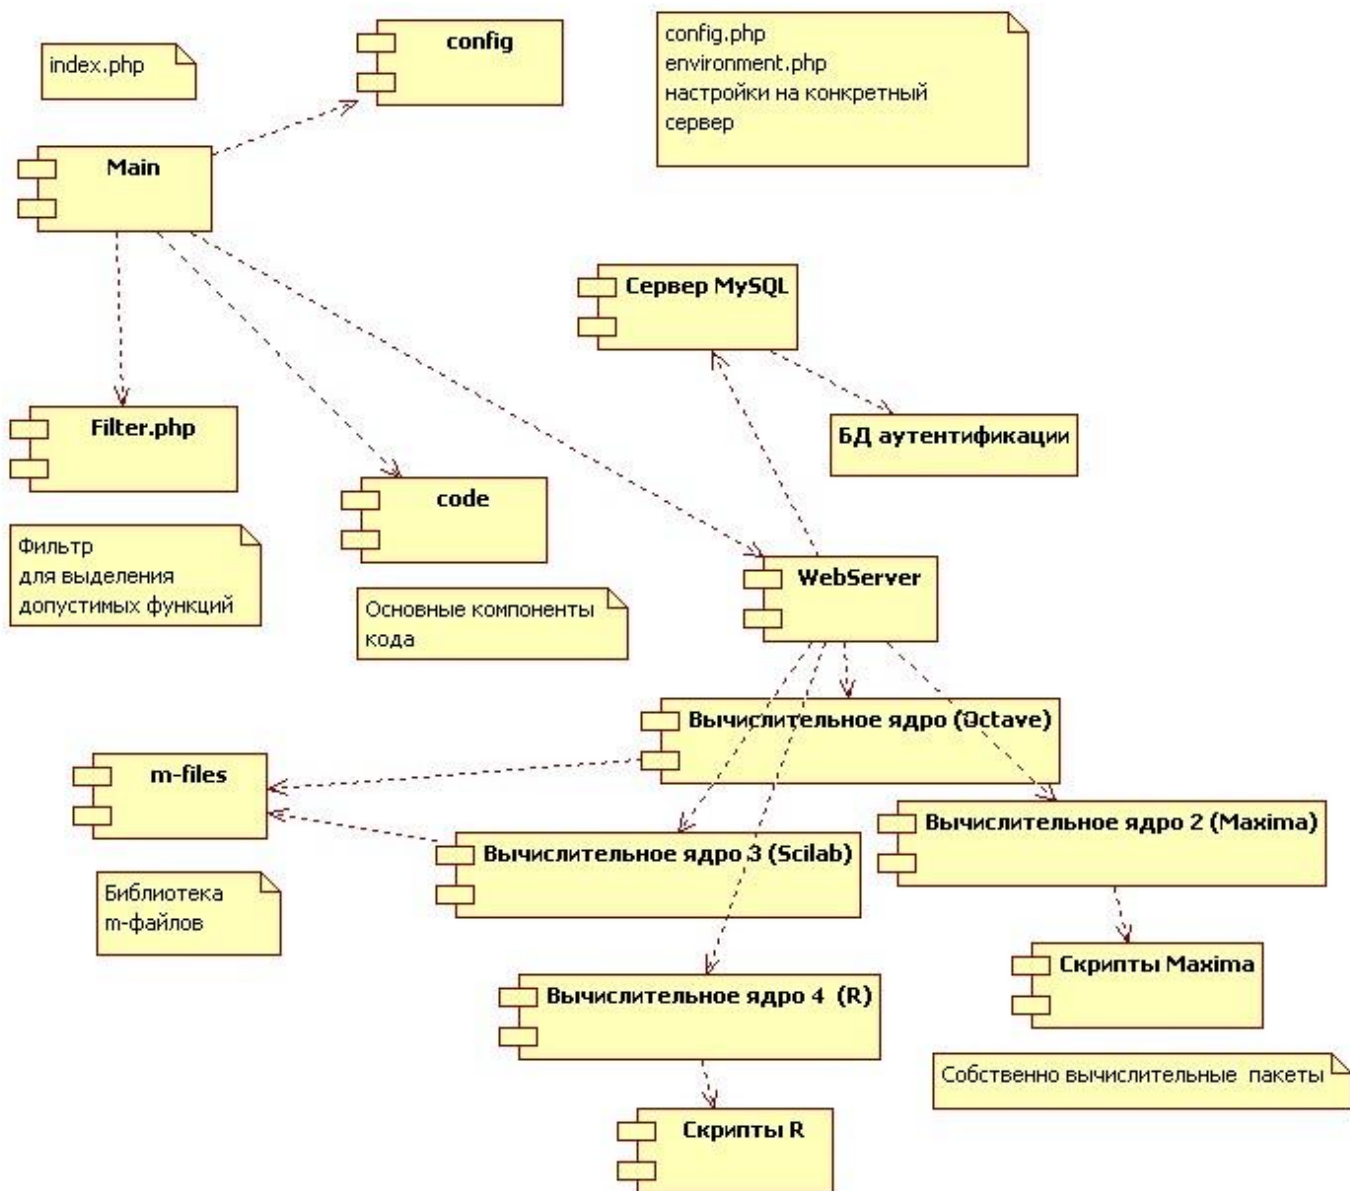 index.php
config
config.php
environment.php
настройки на конкретный
сервер
Main
Сервер MySQL
БД аутентификации
Filter.php
code
Фильтр
для выделения
допустимых функций
Основные компоненты
кода
WebServer
Вычислительное ядро (Octave)
m-files
Вычислительное ядро 2 (Maxima)
Вычислительное ядро 3 (Scilab)
Библиотека
m-файлов
Скрипты Maxima
Вычислительное ядро 4 (R)
Собственно вычислительные пакеты
Скрипты R